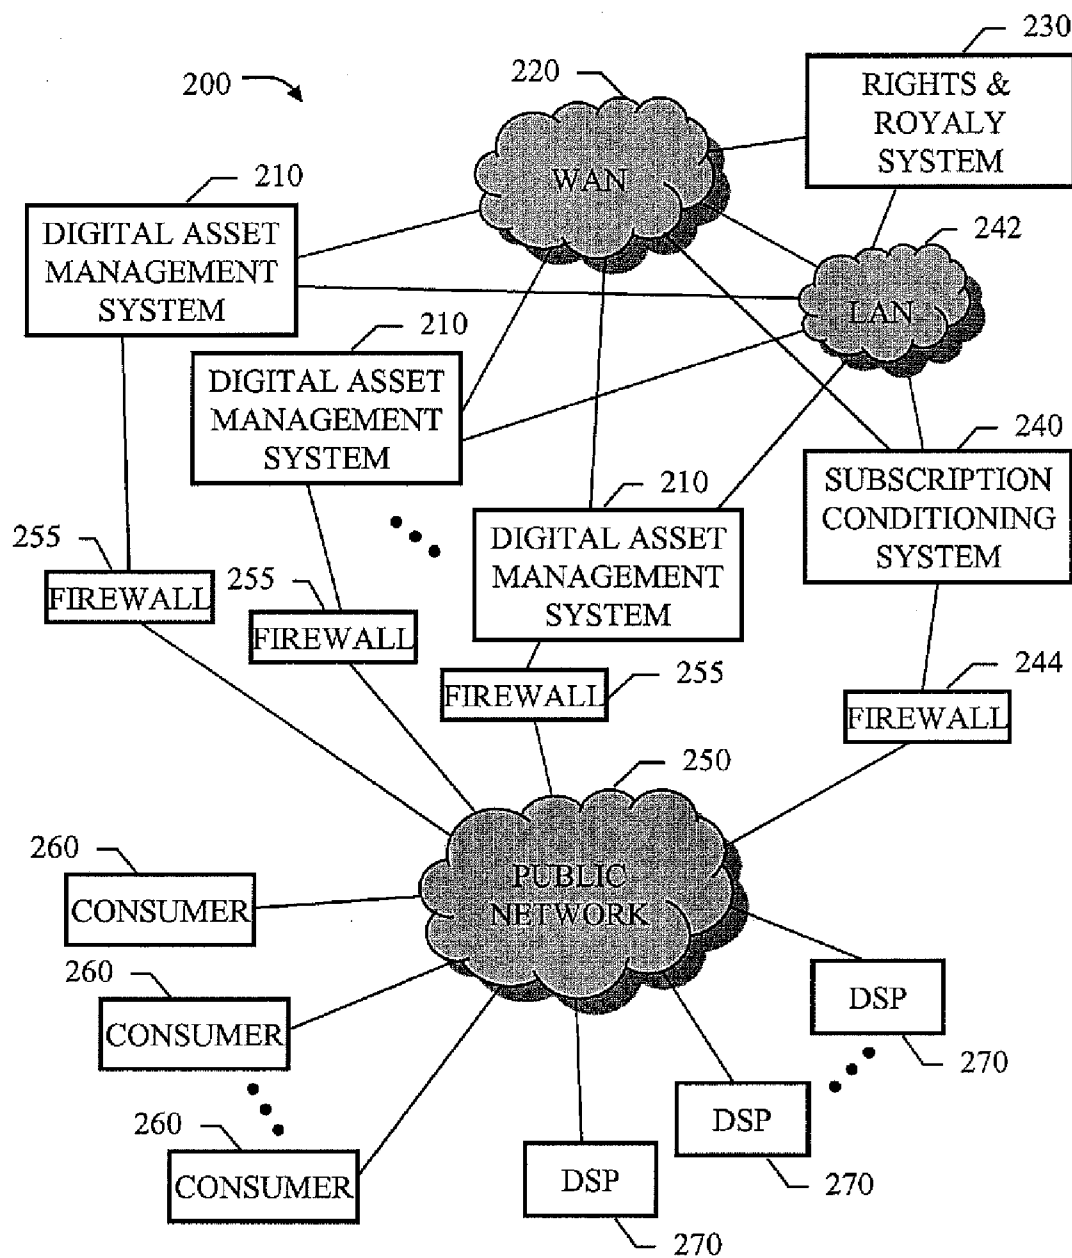 230
220
200
RIGHTS &
ROYALY
SYSTEM
WAN
210
DIGITAL ASSET
MANAGEMENT
SYSTEM
242
LAN
210
DIGITAL ASSET
MANAGEMENT
SYSTEM
240
SUBSCRIPTION
CONDITIONING
SYSTEM
210
DIGITAL ASSET
MANAGEMENT
SYSTEM
255
FIREWALL
255
FIREWALL
255
FIREWALL
244
FIREWALL
250
PUBLIC
NETWORK
260
CONSUMER
260
CONSUMER
260
CONSUMER
DSP
270
DSP
270
DSP
270